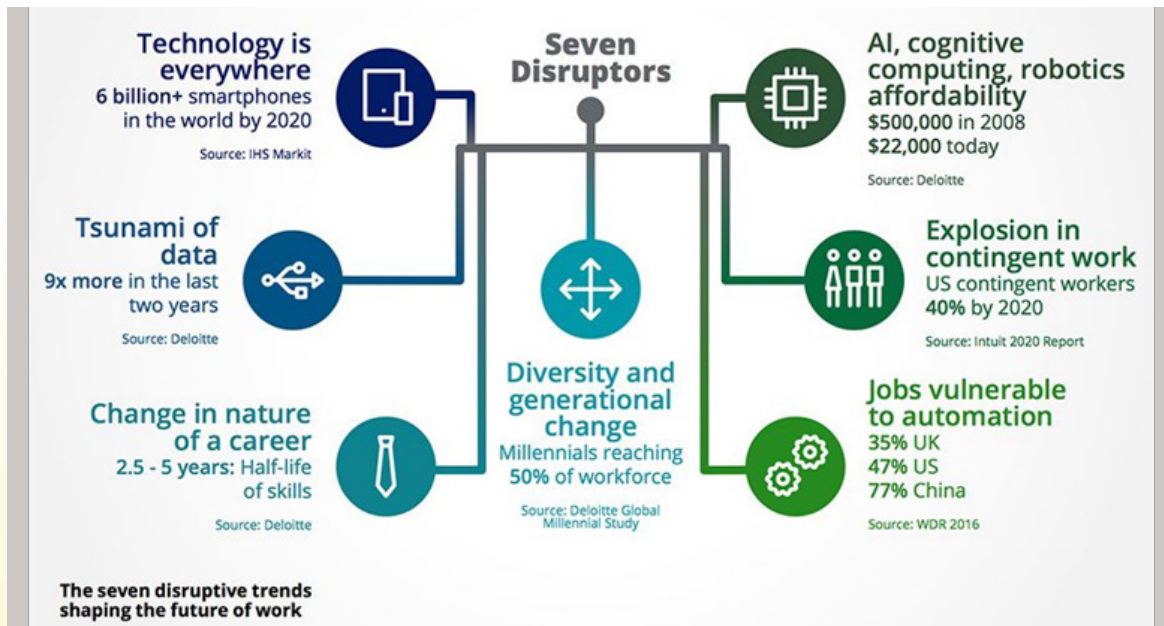 Seven
Disruptors
Technology is
everywhere
6 billion+ smartphones
in the world by 2020
Source: IHS Markit
Tsunami of
data
9x more in the last
two years
Source: Deloitte
Change in nature
of a career
2.5 - 5 years: Half-life
of skills
Source: Deloitte
Diversity and
generational
change
Millennials reaching
50% of workforce
Source: Deloitte Global
Millennial Study
AI, cognitive
computing, robotics
affordability
$500,000 in 2008
$22,000 today
Source: Deloitte
Explosion in
contingent work
US contingent workers
40% by 2020
Source: Intuit 2020 Report
Jobs vulnerable
to automation
35% UK
47% US
77% China
Source: WDR 2016
The seven disruptive trends
shaping the future of work